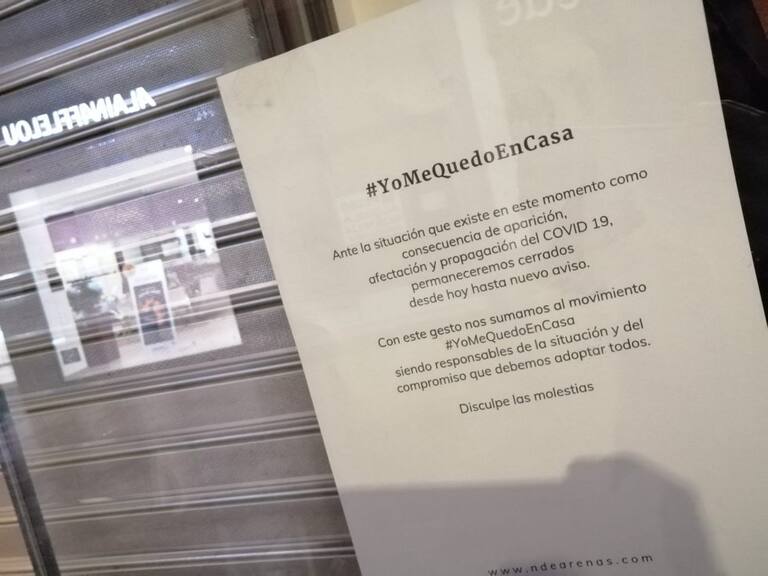 ALAIN AFFLELOU
#YoMeQuedoEnCasa
Ante la situación que existe en este momento como
consecuencia de aparición,
afectación y propagación del COVID 19,
permaneceremos cerrados
desde hoy hasta nuevo aviso.
Con este gesto nos sumamos al movimiento
#YoMeQuedoEnCasa
siendo responsables de la situación y del
compromiso que debemos adoptar todos.
Disculpe las molestias
www.ndearenas.com